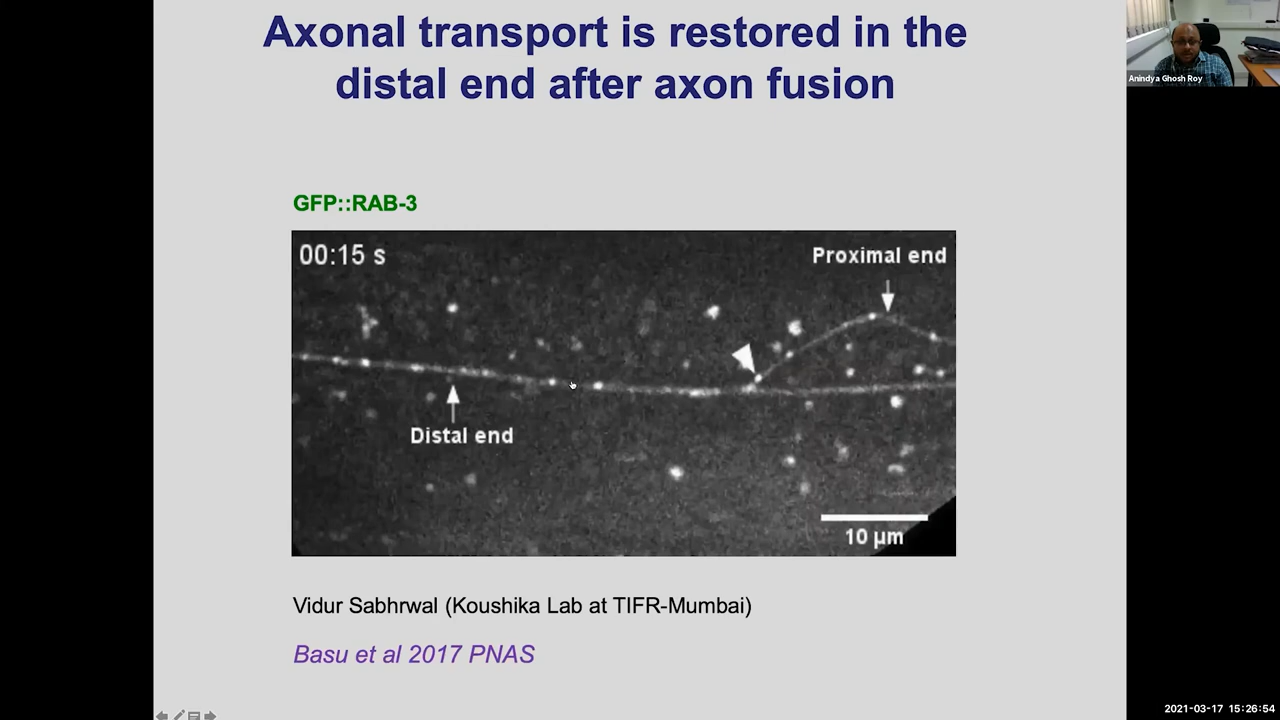 Axonal transport is restored in the
distal end after axon fusion
Anindya Ghosh Roy
GFP::RAB-3
00:15 s
Proximal end
Distal end
10 µm
Vidur Sabhrwal (Koushika Lab at TIFR-Mumbai)
Basu et al 2017 PNAS
2021-03-17 15:26:54